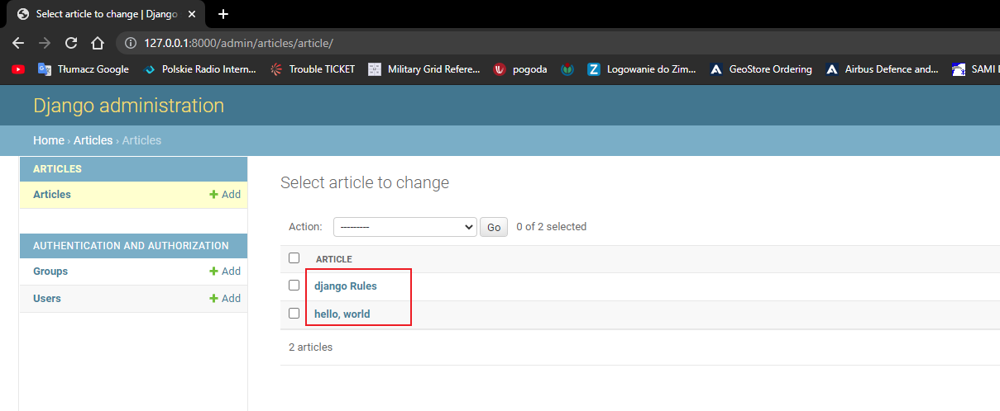 Select article to change | Django
127.0.0.1:8000/admin/articles/article/
Tłumacz Google Polskie Radio Intern... Trouble TICKET Military Grid Refere... pogoda Logowanie do Zim... GeoStore Ordering Airbus Defence and... SAMI
Django administration
Home › Articles › Articles
ARTICLES
Articles + Add
AUTHENTICATION AND AUTHORIZATION
Groups + Add
Users + Add
Select article to change
Action: --------- Go 0 of 2 selected
ARTICLE
django Rules
hello, world
2 articles